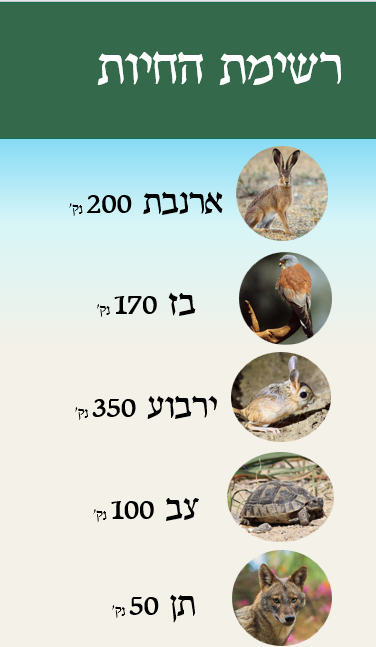 רשימת החיות
ארנבת 200 נק'
בז 170 נק'
ירבוע 350 נק'
צב 100 נק'
תן 50 נק'